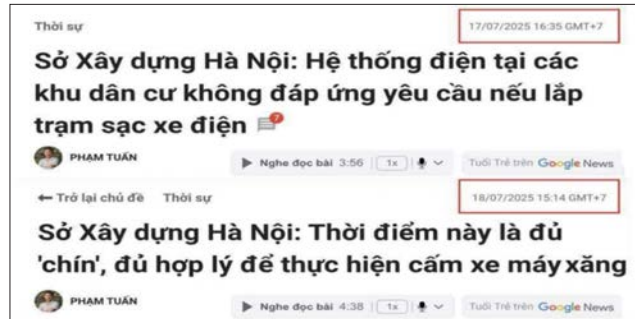 Thời sự
17/07/2025 16:35 GMT+7
Sở Xây dựng Hà Nội: Hệ thống điện tại các
khu dân cư không đáp ứng yêu cầu nếu lắp
trạm sạc xe điện 7
PHẠM TUẤN
Nghe đọc bài 3:56 1x Tuổi Trẻ trên Google News
← Trở lại chủ đề Thời sự
18/07/2025 15:14 GMT+7
Sở Xây dựng Hà Nội: Thời điểm này là đủ
'chín', đủ hợp lý để thực hiện cấm xe máy xăng
PHẠM TUẤN
Nghe đọc bài 4:38 1x Tuổi Trẻ trên Google News